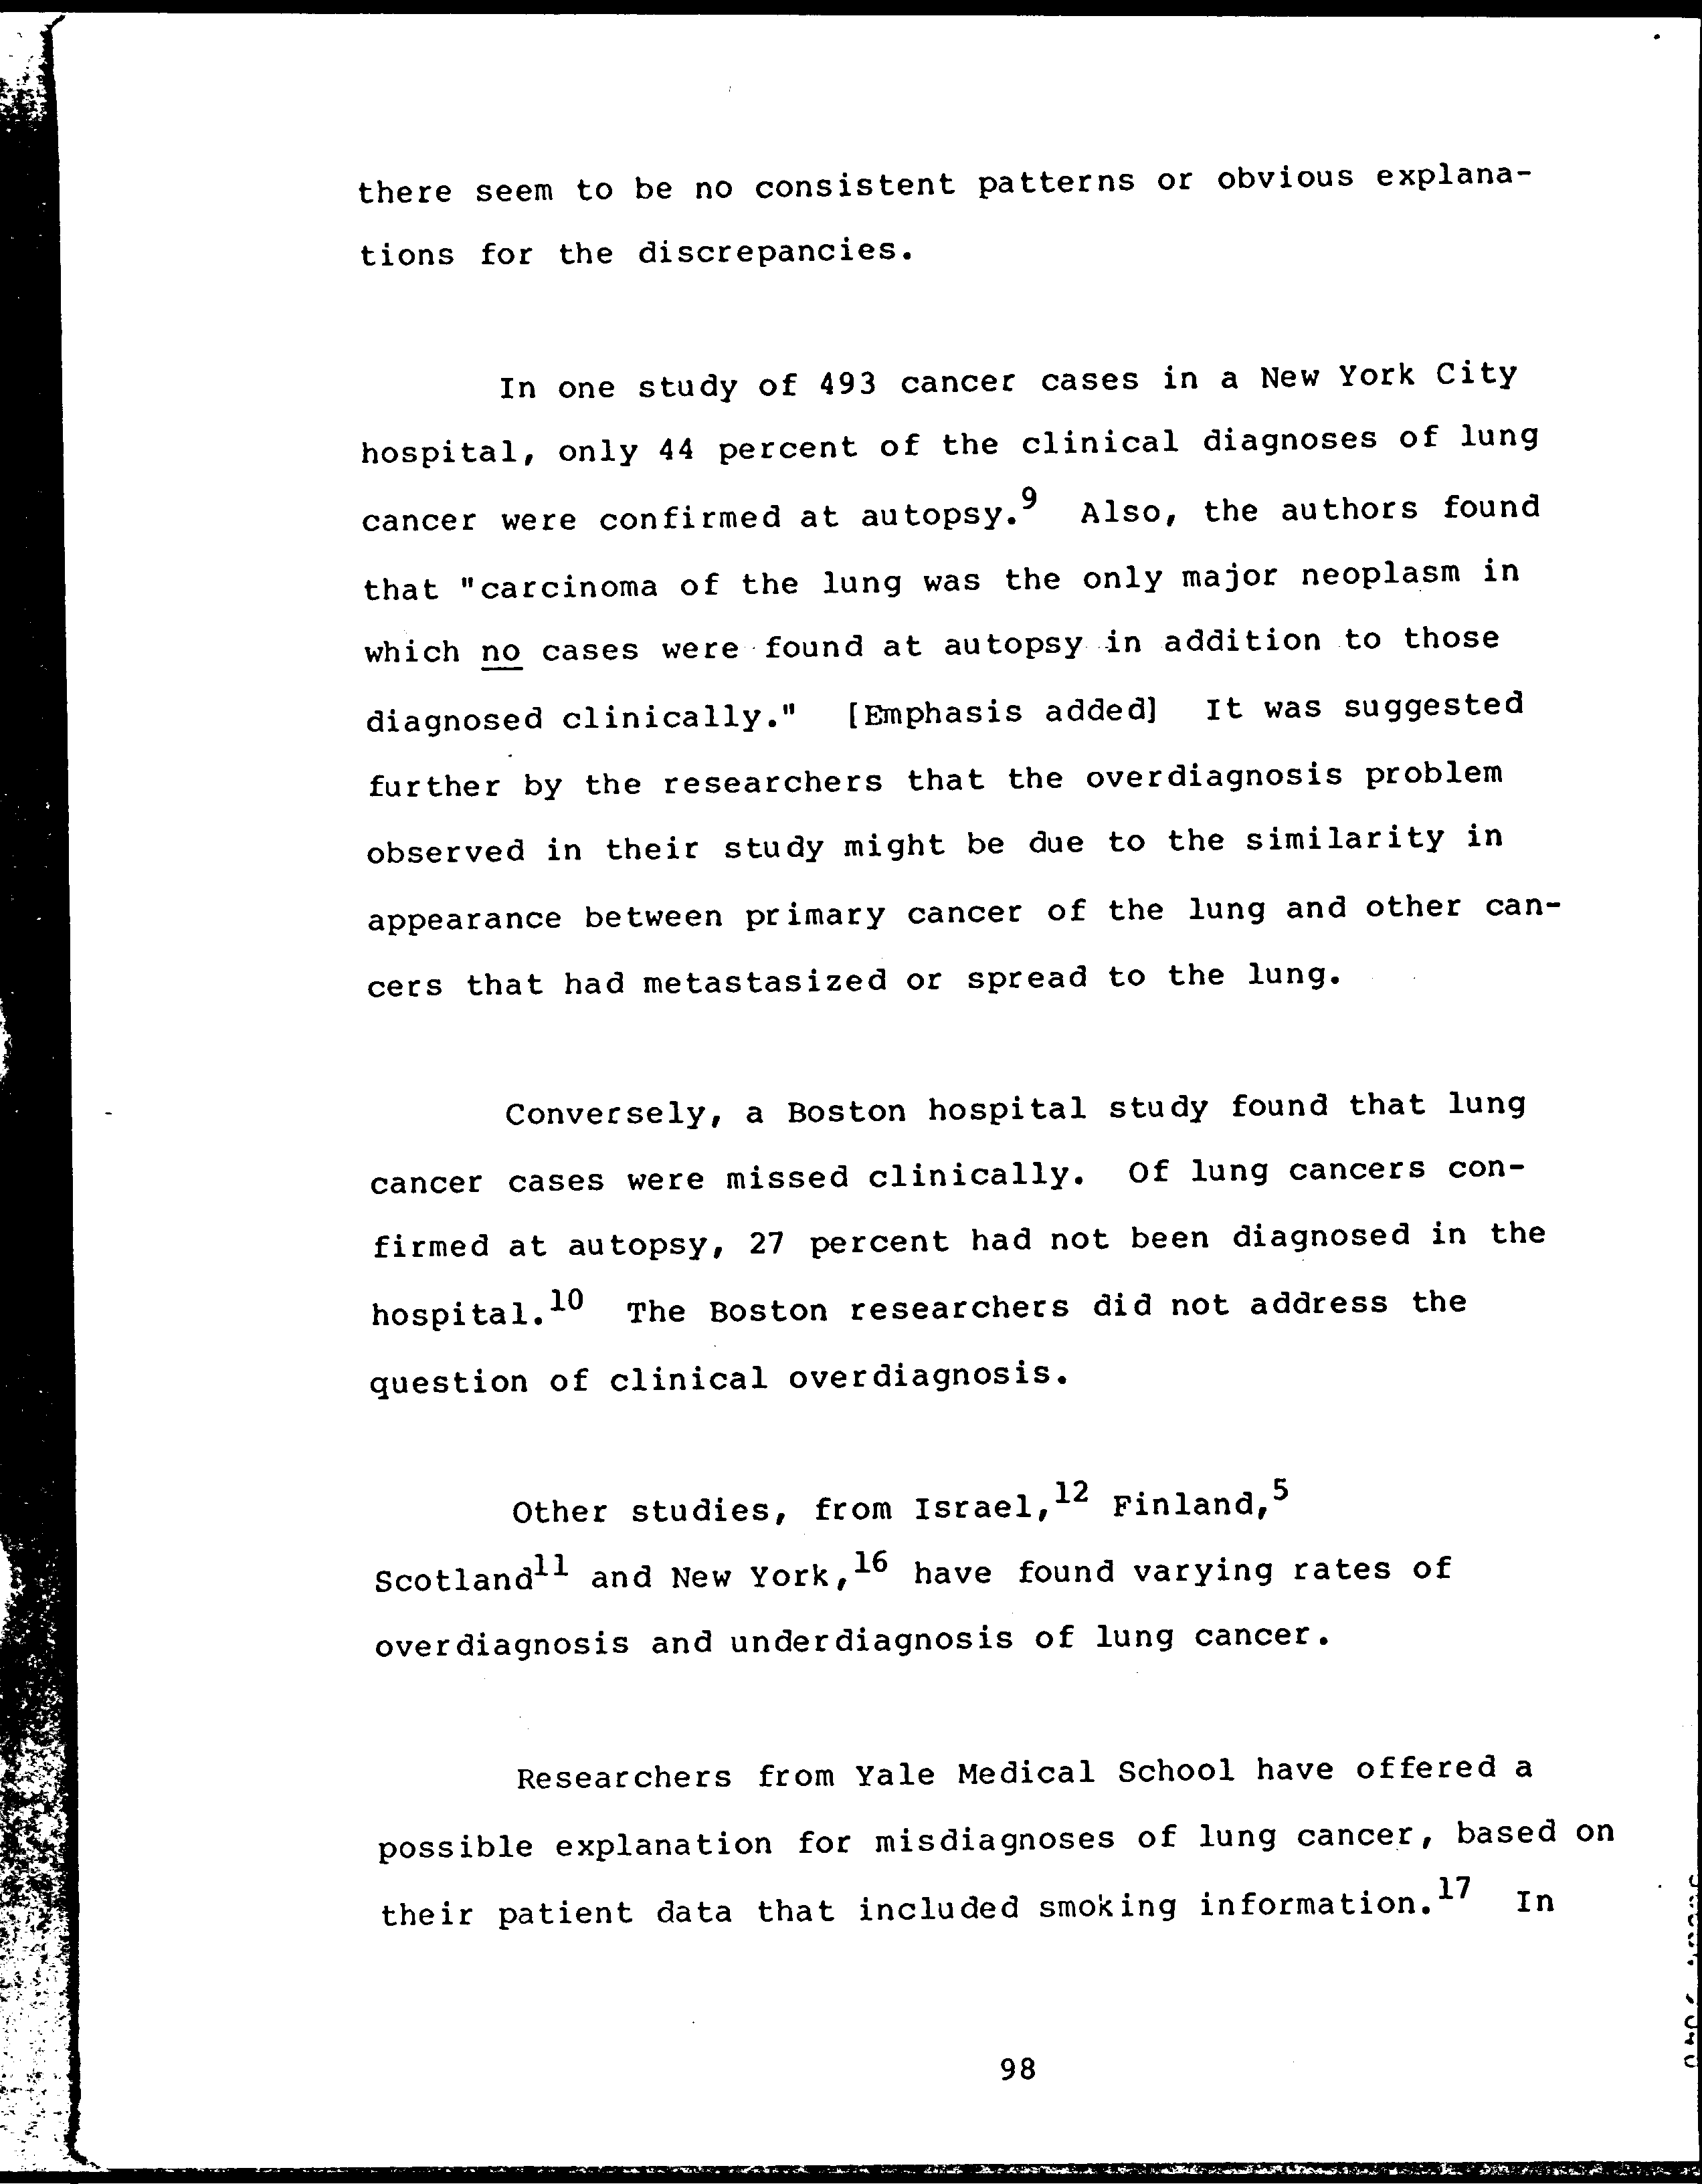 there seem to be no consistent patterns or obvious explana-
tions for the discrepancies.
In one study of 493 cancer cases in a New York City
hospital, only 44 percent of the clinical diagnoses of lung
cancer were confirmed at autopsy.9 Also, the authors found
that "carcinoma of the lung was the only major neoplasm in
which no cases were found at autopsy in addition to those
diagnosed clinically." [Emphasis added] It was suggested
further by the researchers that the overdiagnosis problem
observed in their study might be due to the similarity in
appearance between primary cancer of the lung and other can-
cers that had metastasized or spread to the lung.
Conversely, a Boston hospital study found that lung
cancer cases were missed clinically. Of lung cancers con-
firmed at autopsy, 27 percent had not been diagnosed in the
hospital.10 The Boston researchers did not address the
question of clinical overdiagnosis.
Other studies, from Israel,12 Finland,5
Scotland11 and New York,16 have found varying rates of
overdiagnosis and underdiagnosis of lung cancer.
Researchers from Yale Medical School have offered a
possible explanation for misdiagnoses of lung cancer, based on
their patient data that included smoking information.17 In
98